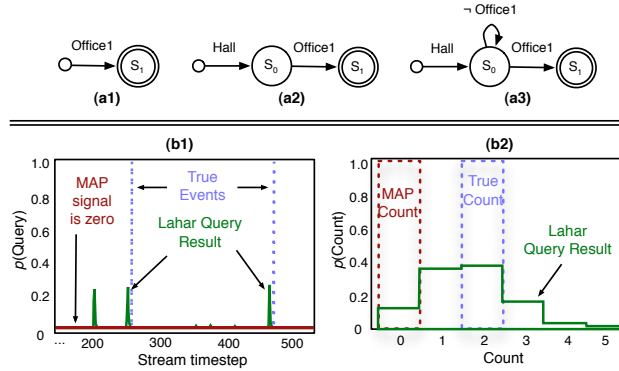 Office1
S1
(a1)
Hall
S0
Office1
S1
(a2)
Hall
¬ Office1
S0
Office1
S1
(a3)
(b1)
p(Query)
1.0
0.8
0.6
0.4
0.2
0
MAP
signal
is zero
True
Events
Lahar Query
Result
...
200
300
400
500
Stream timestep
(b2)
p(Count)
1.0
0.8
0.6
0.4
0.2
0
MAP
Count
True
Count
Lahar
Query Result
0
1
2
3
4
5
Count